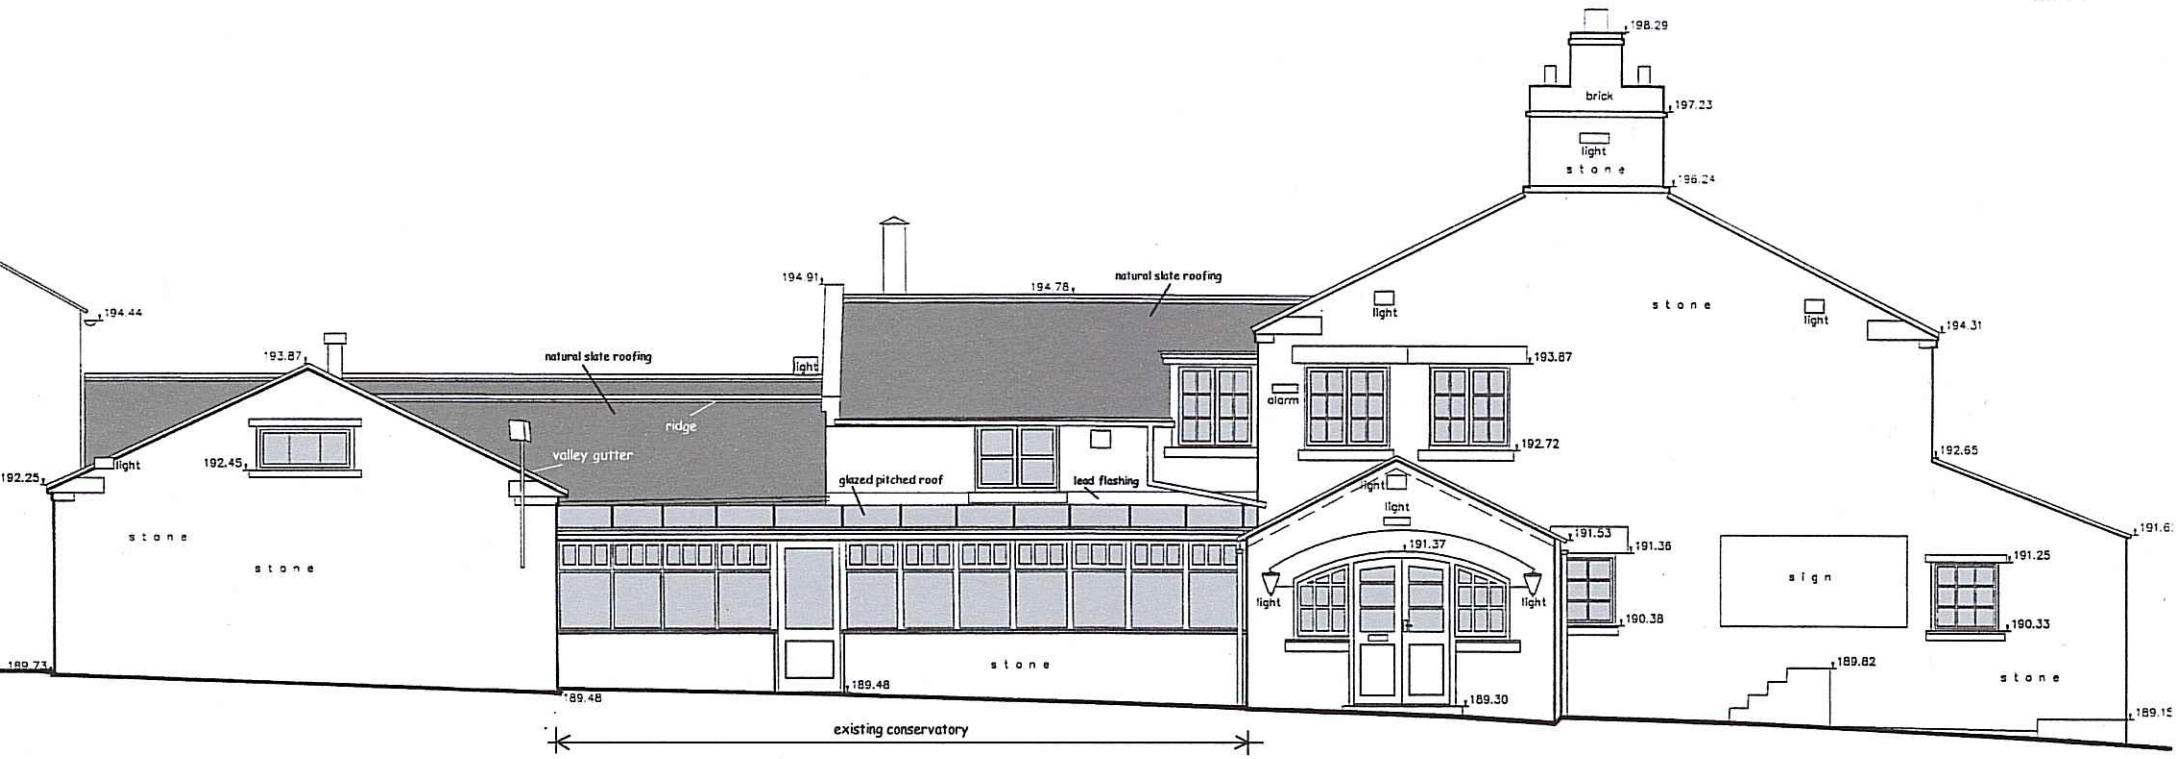 198.29
brick
197.23
light
stone
196.24
natural slate roofing
194.91
194.78
light
stone
light
194.44
194.31
193.87
natural slate roofing
light
193.87
alarm
ridge
192.72
192.65
light
192.45
valley gutter
192.25
glazed pitched roof
lead flashing
light
light
191.53
191.36
191.37
stone
191.25
stone
sign
light
light
190.38
190.33
189.73
stone
189.82
stone
189.48
189.48
189.30
189.15
existing conservatory